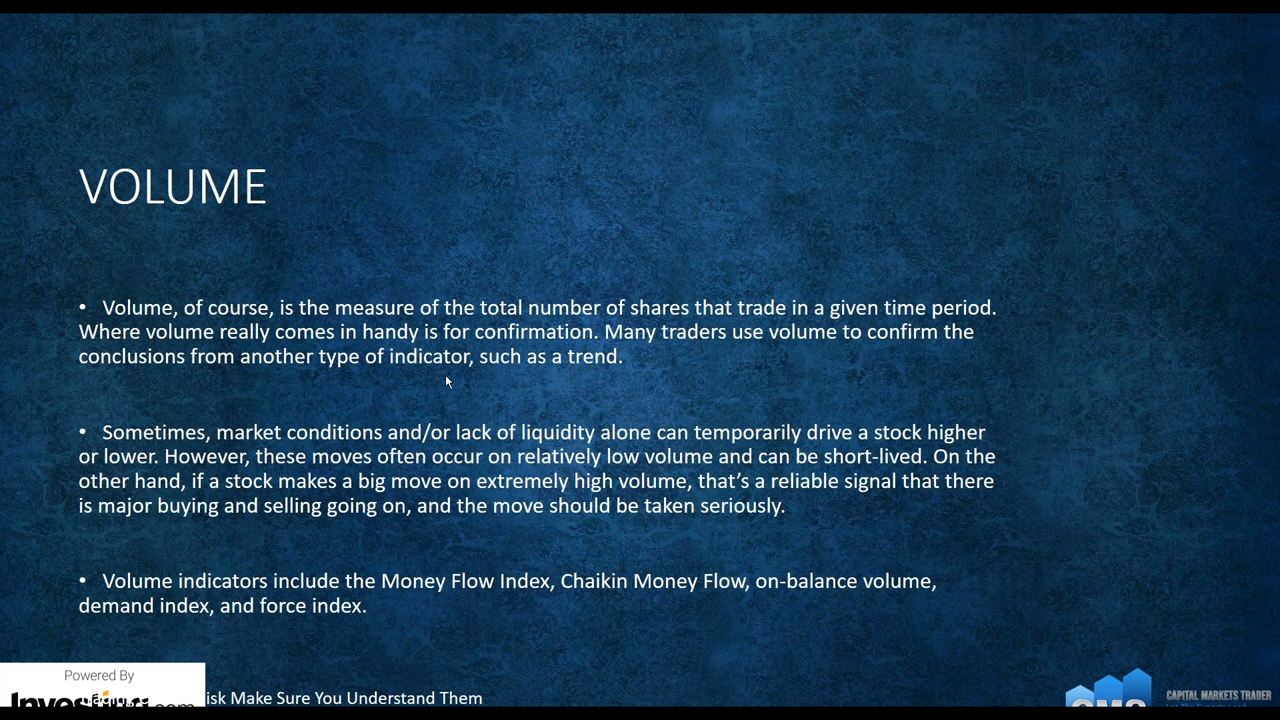 VOLUME
• Volume, of course, is the measure of the total number of shares that trade in a given time period.
Where volume really comes in handy is for confirmation. Many traders use volume to confirm the
conclusions from another type of indicator, such as a trend.
• Sometimes, market conditions and/or lack of liquidity alone can temporarily drive a stock higher
or lower. However, these moves often occur on relatively low volume and can be short-lived. On the
other hand, if a stock makes a big move on extremely high volume, that’s a reliable signal that there
is major buying and selling going on, and the move should be taken seriously.
• Volume indicators include the Money Flow Index, Chaikin Money Flow, on-balance volume,
demand index, and force index.
Powered By
Investing.com
isk Make Sure You Understand Them
CAPITAL MARKETS TRADER